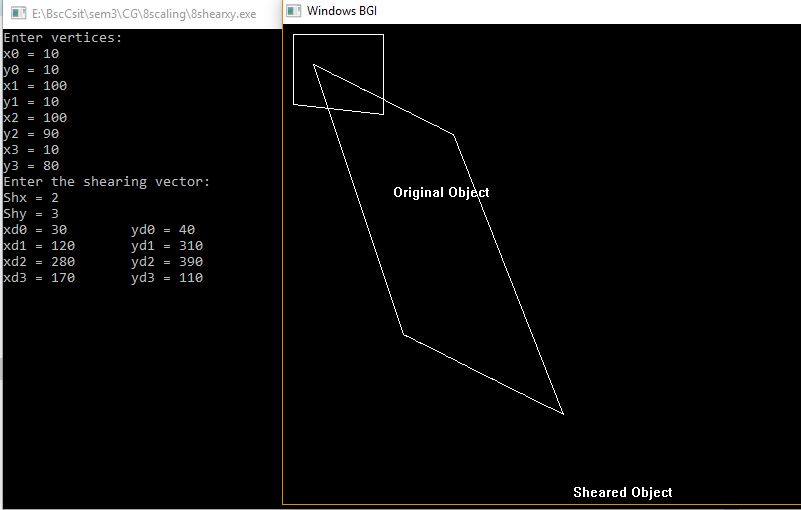 E:\BscCsit\sem3\CG\8scaling\8shearxy.exe
Enter vertices:
x0 = 10
y0 = 10
x1 = 100
y1 = 10
x2 = 100
y2 = 90
x3 = 10
y3 = 80
Enter the shearing vector:
Shx = 2
Shy = 3
xd0 = 30 yd0 = 40
xd1 = 120 yd1 = 310
xd2 = 280 yd2 = 390
xd3 = 170 yd3 = 110
Windows BGI
Original Object
Sheared Object